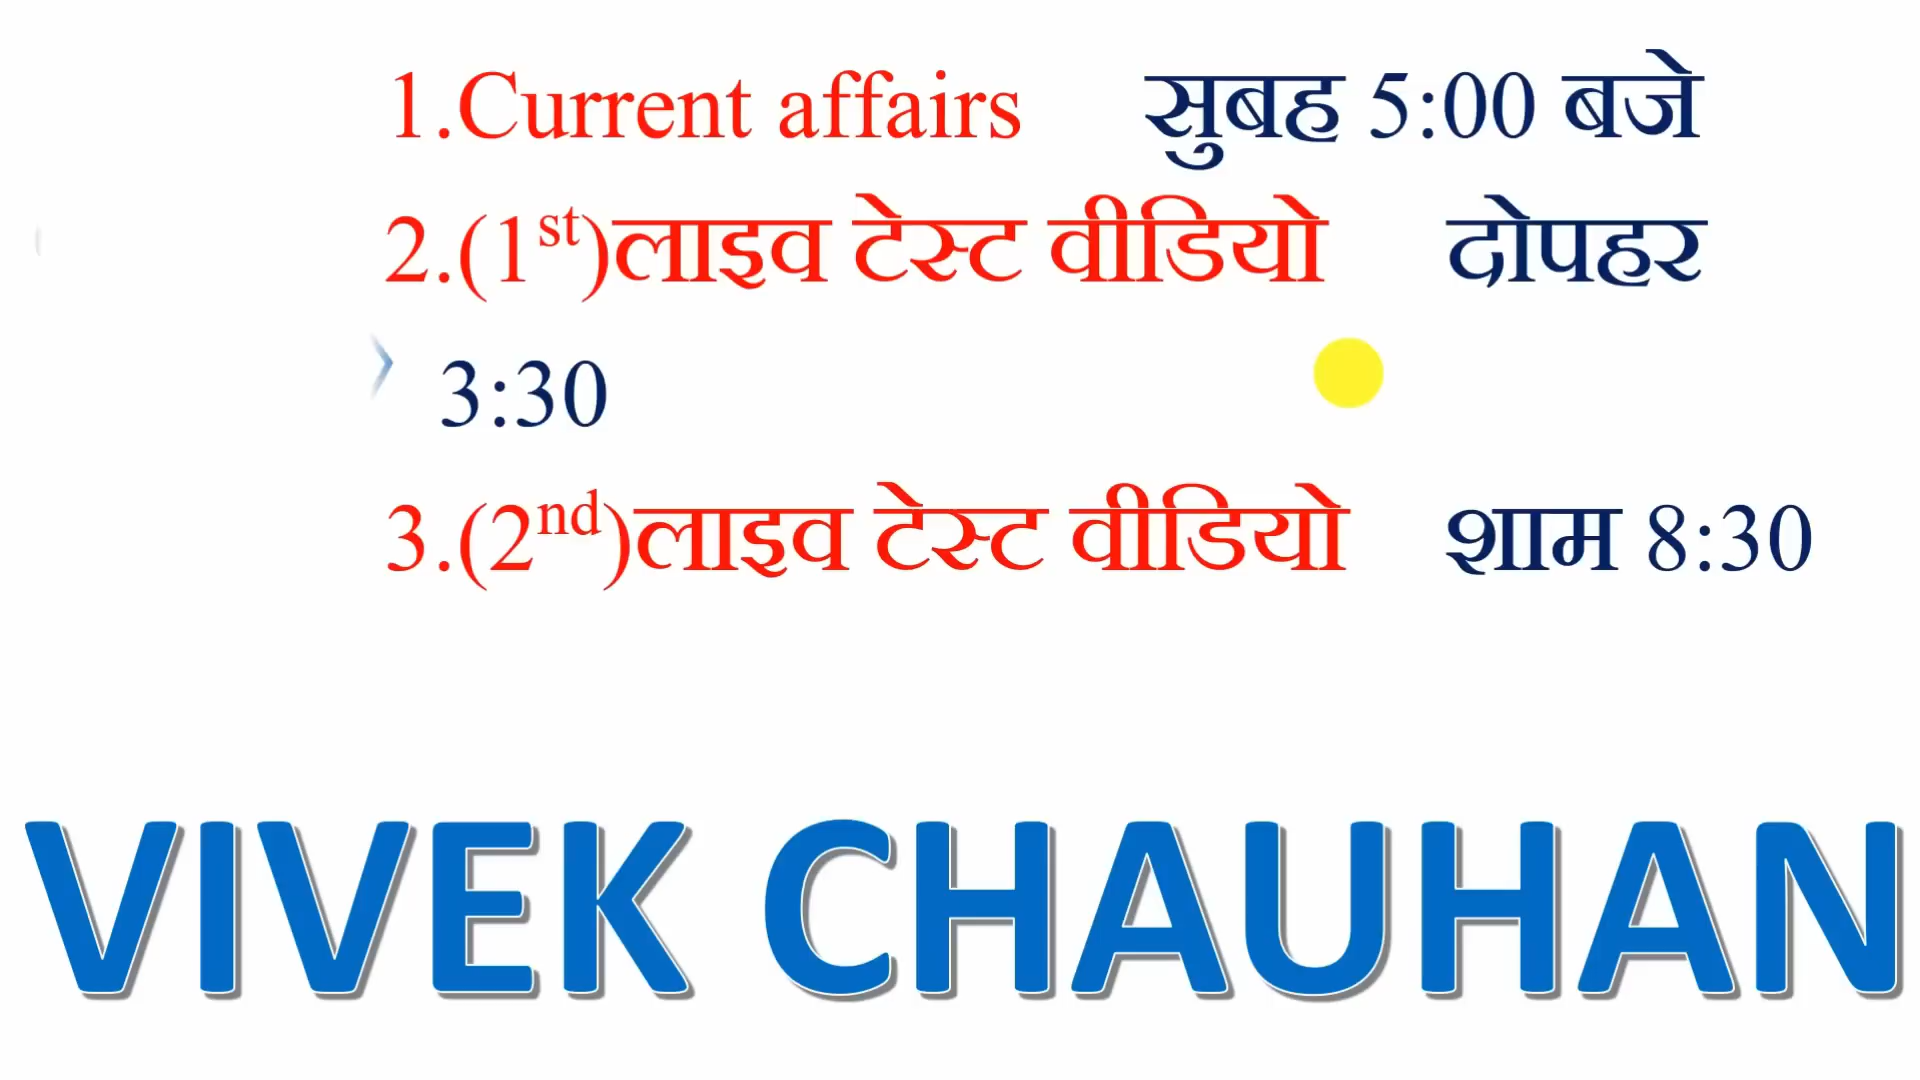 1.Current affairs सुबह 5:00 बजे
2.(1st)लाइव टेस्ट वीडियो दोपहर
3:30
3.(2nd)लाइव टेस्ट वीडियो शाम 8:30
VIVEK CHAUHAN